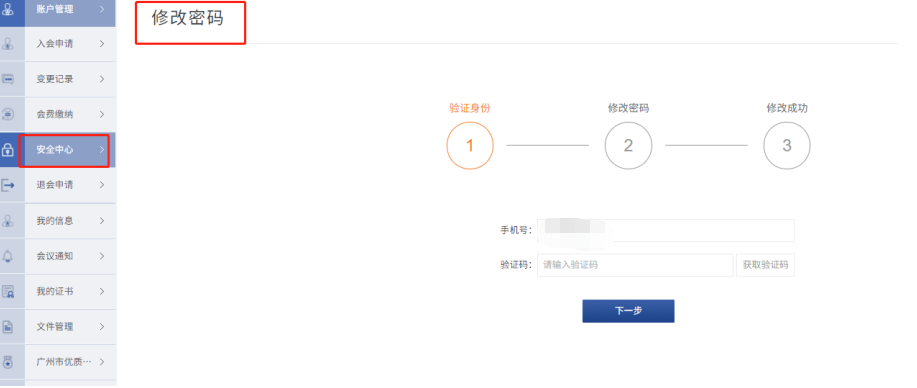 账户管理
入会申请
变更记录
会费缴纳
安全中心
退会申请
我的信息
会议通知
我的证书
文件管理
广州市优质…
修改密码
验证身份
修改密码
修改成功
1
2
3
手机号：
验证码： 请输入验证码 获取验证码
下一步